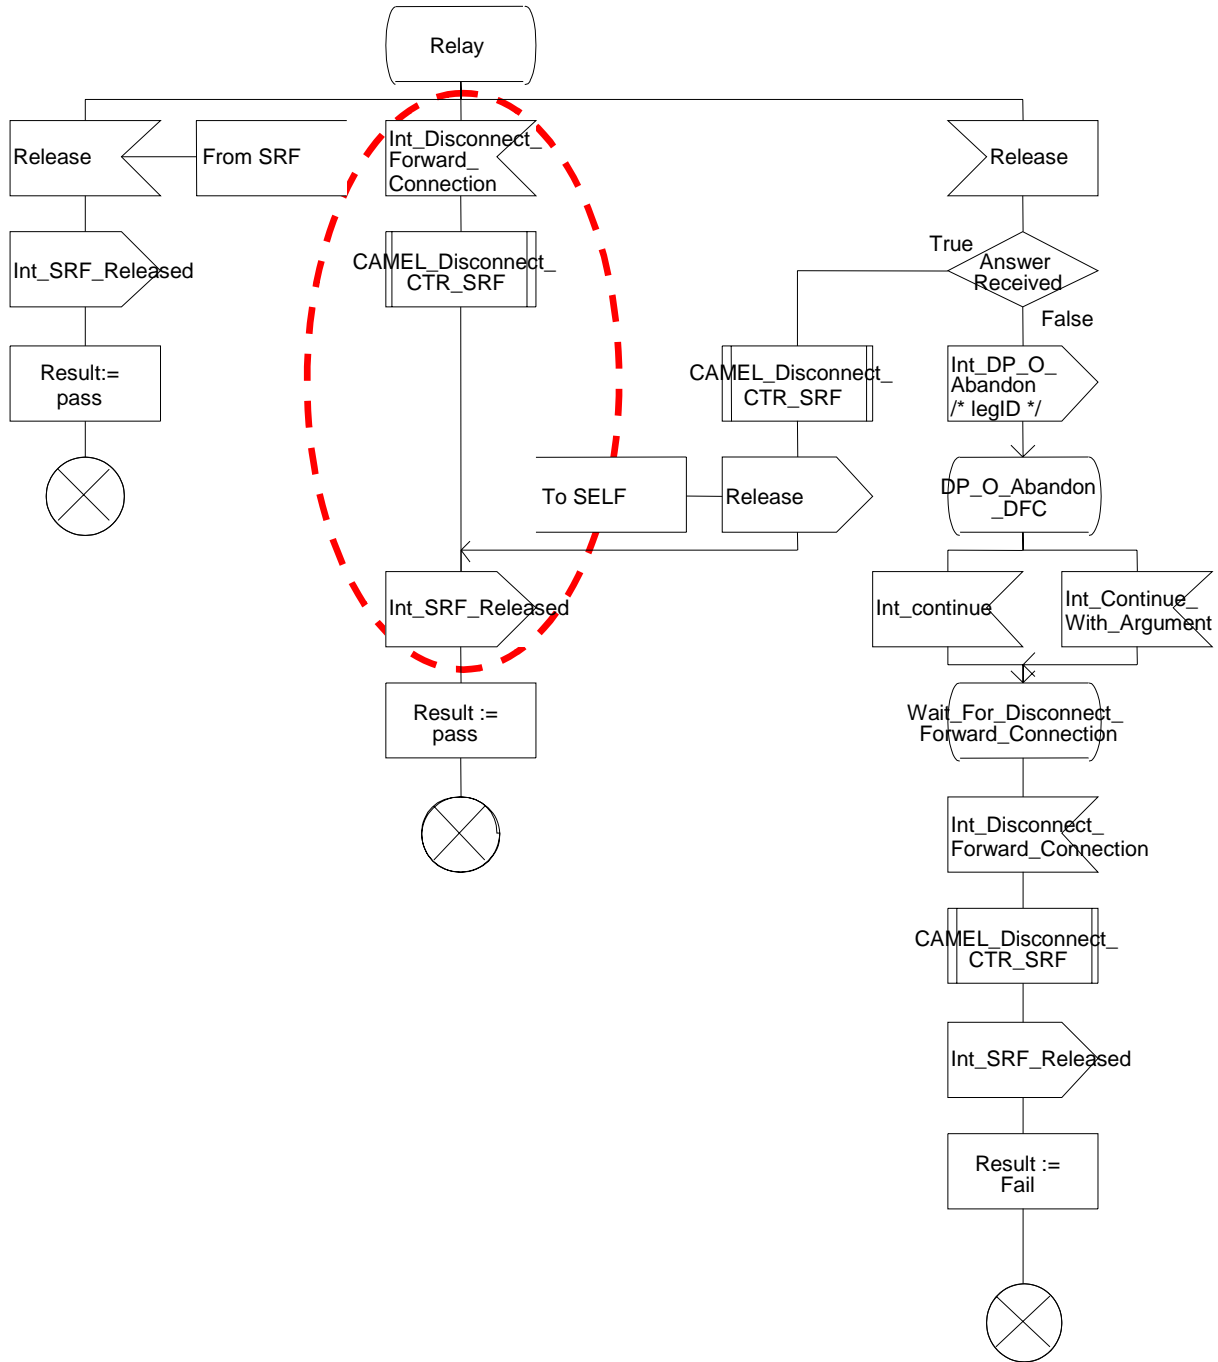 Relay
Release
From SRF
Int_Disconnect_
Forward_
Connection
Release
Int_SRF_Released
CAMEL_Disconnect_
CTR_SRF
True
Answer
Received
False
Result:=
pass
CAMEL_Disconnect_
CTR_SRF
Int_DP_O_
Abandon
/* legID */
To SELF
Release
DP_O_Abandon
_DFC
Int_SRF_Released
Int_continue
Int_Continue_
With_Argument
Result :=
pass
Wait_For_Disconnect_
Forward_Connection
Int_Disconnect_
Forward_Connection
CAMEL_Disconnect_
CTR_SRF
Int_SRF_Released
Result :=
Fail